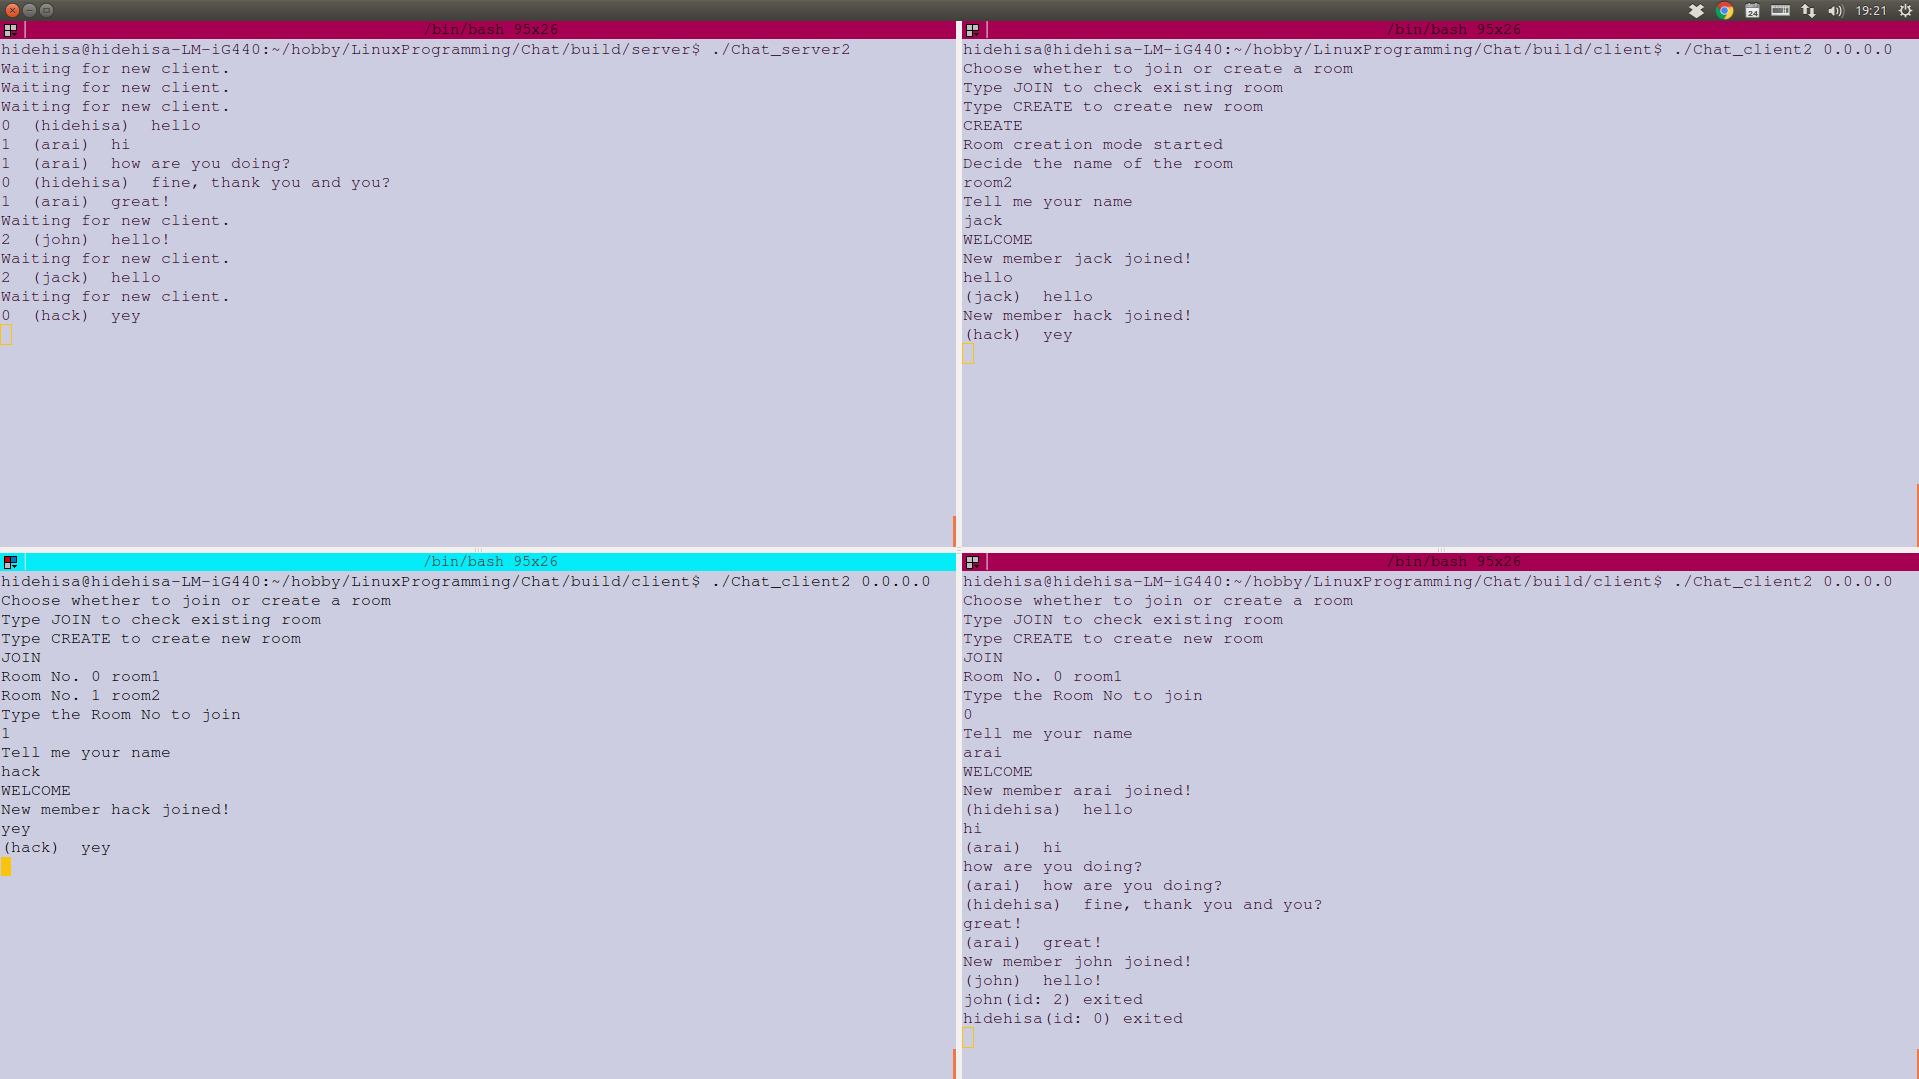 19:21
/bin/bash 95x26
hidehisa@hidehisa-LM-iG440:~/hobby/LinuxProgramming/Chat/build/server$ ./Chat_server2
Waiting for new client.
Waiting for new client.
Waiting for new client.
0  (hidehisa)  hello
1  (arai)  hi
1  (arai)  how are you doing?
0  (hidehisa)  fine, thank you and you?
1  (arai)  great!
Waiting for new client.
2  (john)  hello!
Waiting for new client.
2  (jack)  hello
Waiting for new client.
0  (hack)  yey
/bin/bash 95x26
hidehisa@hidehisa-LM-iG440:~/hobby/LinuxProgramming/Chat/build/client$ ./Chat_client2 0.0.0.0
Choose whether to join or create a room
Type JOIN to check existing room
Type CREATE to create new room
CREATE
Room creation mode started
Decide the name of the room
room2
Tell me your name
jack
WELCOME
New member jack joined!
hello
(jack)  hello
New member hack joined!
(hack)  yey
/bin/bash 95x26
hidehisa@hidehisa-LM-iG440:~/hobby/LinuxProgramming/Chat/build/client$ ./Chat_client2 0.0.0.0
Choose whether to join or create a room
Type JOIN to check existing room
Type CREATE to create new room
JOIN
Room No. 0 room1
Room No. 1 room2
Type the Room No to join
1
Tell me your name
hack
WELCOME
New member hack joined!
yey
(hack)  yey
/bin/bash 95x26
hidehisa@hidehisa-LM-iG440:~/hobby/LinuxProgramming/Chat/build/client$ ./Chat_client2 0.0.0.0
Choose whether to join or create a room
Type JOIN to check existing room
Type CREATE to create new room
JOIN
Room No. 0 room1
Type the Room No to join
0
Tell me your name
arai
WELCOME
New member arai joined!
(hidehisa)  hello
hi
(arai)  hi
how are you doing?
(arai)  how are you doing?
(hidehisa)  fine, thank you and you?
great!
(arai)  great!
New member john joined!
(john)  hello!
john(id: 2) exited
hidehisa(id: 0) exited